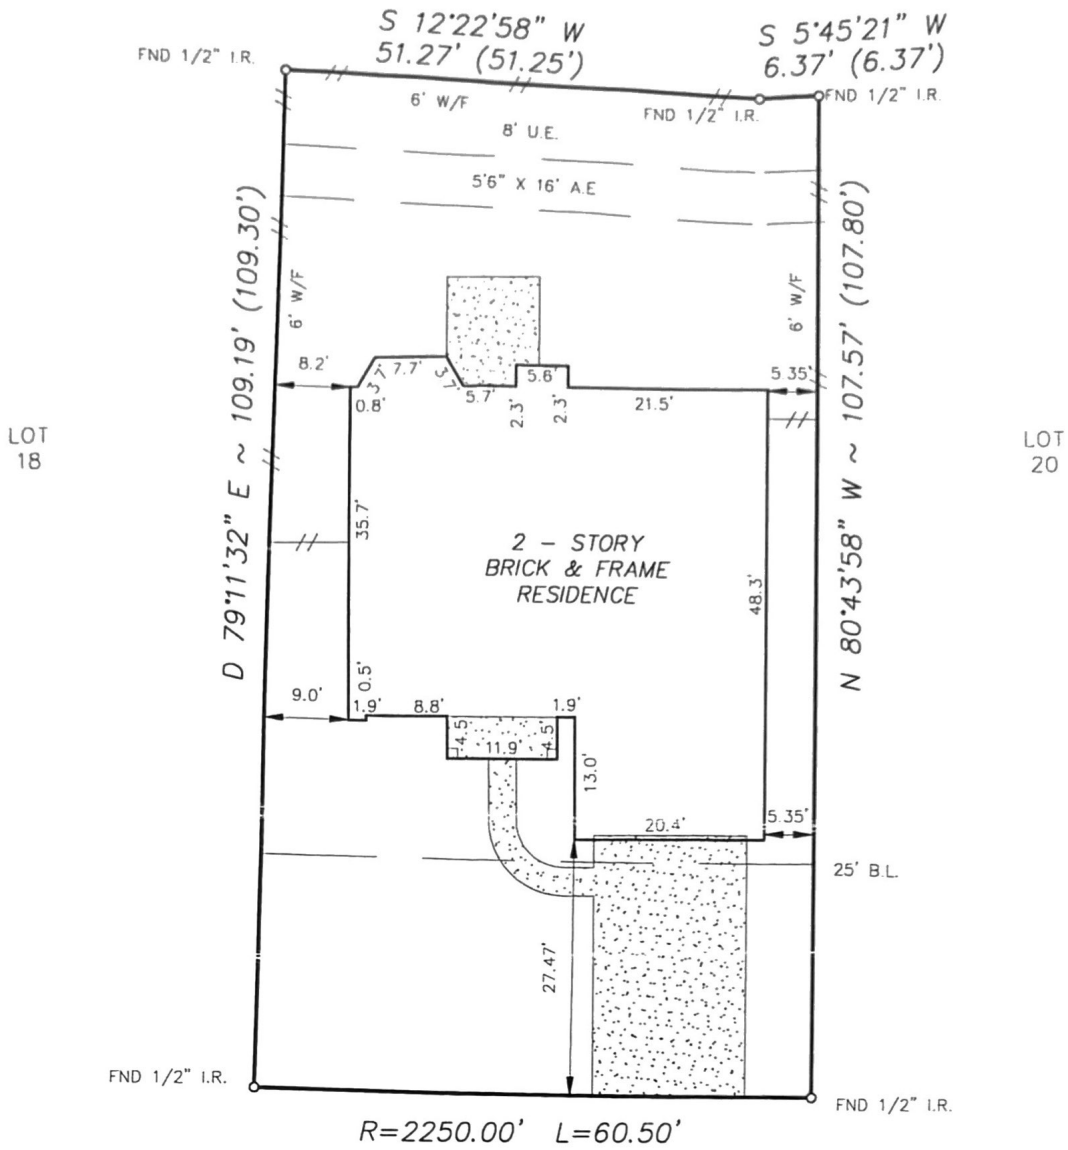 S 12°22'58" W
51.27' (51.25')
S 5°45'21" W
6.37' (6.37')
FND 1/2" I.R.
FND 1/2" I.R.
FND 1/2" I.R.
6' W/F
8' U.E.
5'6" X 16' A.E
D 79°11'32" E ~ 109.19' (109.30')
N 80°43'58" W ~ 107.57' (107.80')
6' W/F
6' W/F
8.2'
3.7'
7.7'
3.7'
5.6'
5.35'
0.8'
5.7'
2.3'
2.3'
21.5'
LOT
18
LOT
20
35.7'
2 - STORY
BRICK & FRAME
RESIDENCE
48.3'
0.5'
9.0'
1.9'
8.8'
1.9'
4.5'
11.9'
4.5'
13.0'
20.4'
5.35'
25' B.L.
27.47'
FND 1/2" I.R.
FND 1/2" I.R.
R=2250.00' L=60.50'